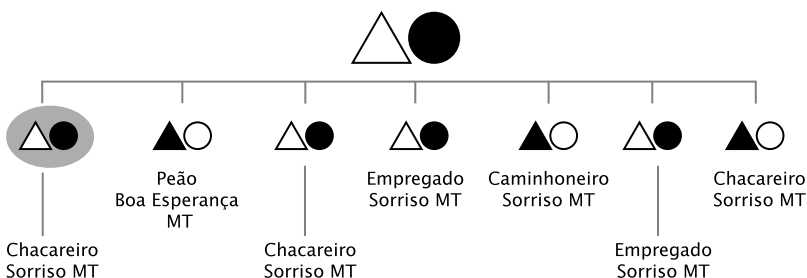 Peão
Boa Esperança
MT
Empregado
Sorriso MT
Caminhoneiro
Sorriso MT
Chacareiro
Sorriso MT
Chacareiro
Sorriso MT
Chacareiro
Sorriso MT
Empregado
Sorriso MT